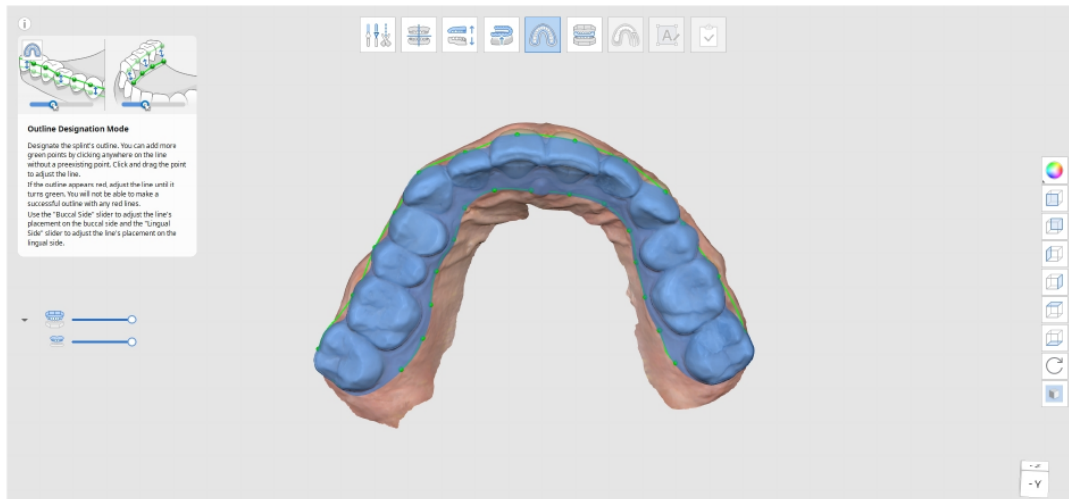 i
Outline Designation Mode
Designate the splint's outline. You can add more
green points by clicking anywhere on the line
without a preexisting point. Click and drag the point
to adjust the line.
If the outline appears red, adjust the line until it
turns green. You will not be able to make a
successful outline with any red lines.
Use the "Buccal Side" slider to adjust the line's
placement on the buccal side and the "Lingual
Side" slider to adjust the line's placement on the
lingual side.
A
- Y